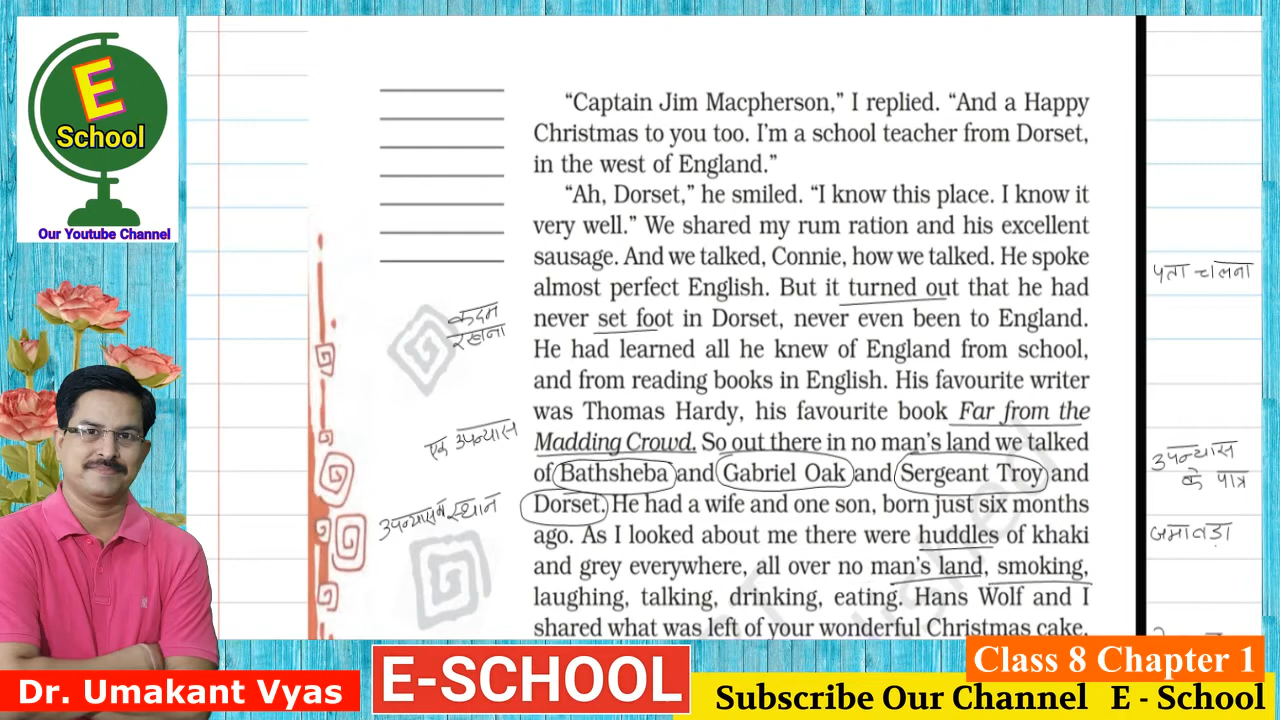 E
School
Our Youtube Channel
“Captain Jim Macpherson,” I replied. “And a Happy
Christmas to you too. I’m a school teacher from Dorset,
in the west of England.”
“Ah, Dorset,” he smiled. “I know this place. I know it
very well.” We shared my rum ration and his excellent
sausage. And we talked, Connie, how we talked. He spoke
almost perfect English. But it turned out that he had
never set foot in Dorset, never even been to England.
He had learned all he knew of England from school,
and from reading books in English. His favourite writer
was Thomas Hardy, his favourite book Far from the
Madding Crowd. So out there in no man’s land we talked
of Bathsheba and Gabriel Oak and Sergeant Troy and
Dorset. He had a wife and one son, born just six months
ago. As I looked about me there were huddles of khaki
and grey everywhere, all over no man’s land, smoking,
laughing, talking, drinking, eating. Hans Wolf and I
shared what was left of your wonderful Christmas cake,
कदम
रखना
एक उपन्यास
उपन्यास में स्थान
पता चलना
उपन्यास
के पात्र
जमावड़ा
Class 8 Chapter 1
Dr. Umakant Vyas
E-SCHOOL
Subscribe Our Channel E - School